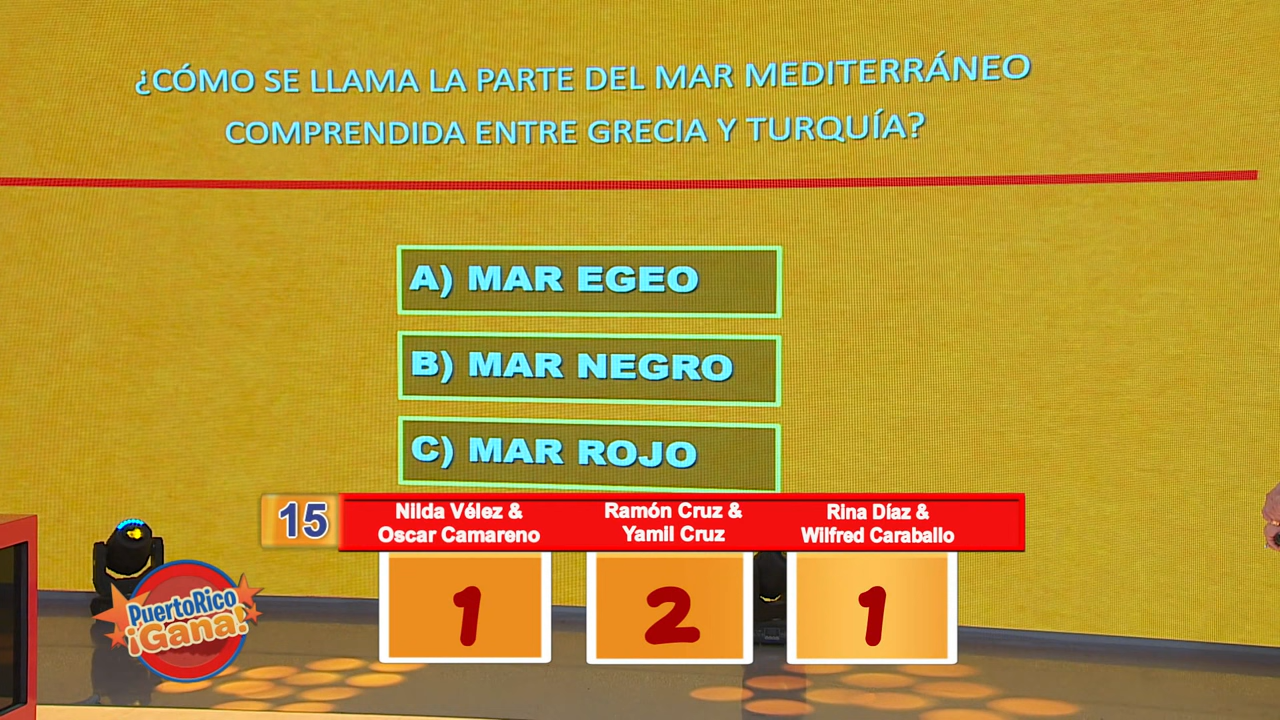 ¿CÓMO SE LLAMA LA PARTE DEL MAR MEDITERRÁNEO
COMPRENDIDA ENTRE GRECIA Y TURQUÍA?
A) MAR EGEO
B) MAR NEGRO
C) MAR ROJO
15
Nilda Vélez &
Oscar Camareno
Ramón Cruz &
Yamil Cruz
Rina Díaz &
Wilfred Caraballo
1
2
1
PuertoRico
¡Gana!